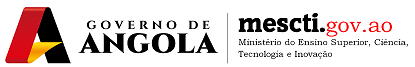 GOVERNO DE
ANGOLA
mescti.gov.ao
Ministério do Ensino Superior, Ciência,
Tecnologia e Inovação